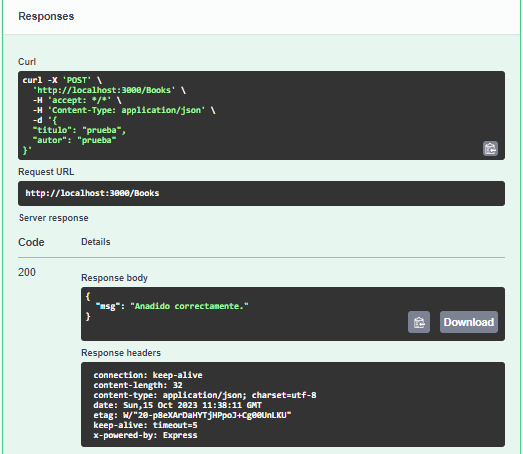 Responses
Curl
curl -X 'POST' \
'http://localhost:3000/Books' \
-H 'accept: */*' \
-H 'Content-Type: application/json' \
-d '{
"titulo": "prueba",
"autor": "prueba"
}'
Request URL
http://localhost:3000/Books
Server response
Code Details
200
Response body
{
"msg": "Anadido correctamente."
}
Download
Response headers
connection: keep-alive
content-length: 32
content-type: application/json; charset=utf-8
date: Sun,15 Oct 2023 11:38:11 GMT
etag: W/"20-p8eXArDaHYTjHPpoJ+Cg00UnLKU"
keep-alive: timeout=5
x-powered-by: Express